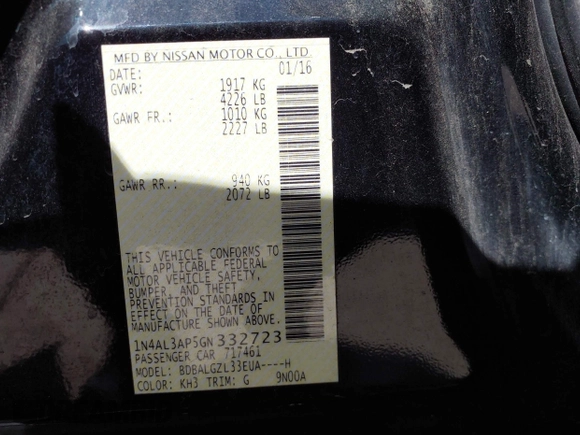 MFD BY NISSAN MOTOR CO., LTD.
DATE: 01/16
GVWR: 1917 KG
4226 LB
GAWR FR.: 1010 KG
2227 LB
GAWR RR.: 940 KG
2072 LB
THIS VEHICLE CONFORMS TO
ALL APPLICABLE FEDERAL
MOTOR VEHICLE SAFETY,
BUMPER, AND THEFT
PREVENTION STANDARDS IN
EFFECT ON THE DATE OF
MANUFACTURE SHOWN ABOVE.
1N4AL3AP5GN332723
PASSENGER CAR 717461
MODEL: BDBALGZL33EUA----H
COLOR: KH3 TRIM: G 9N00A